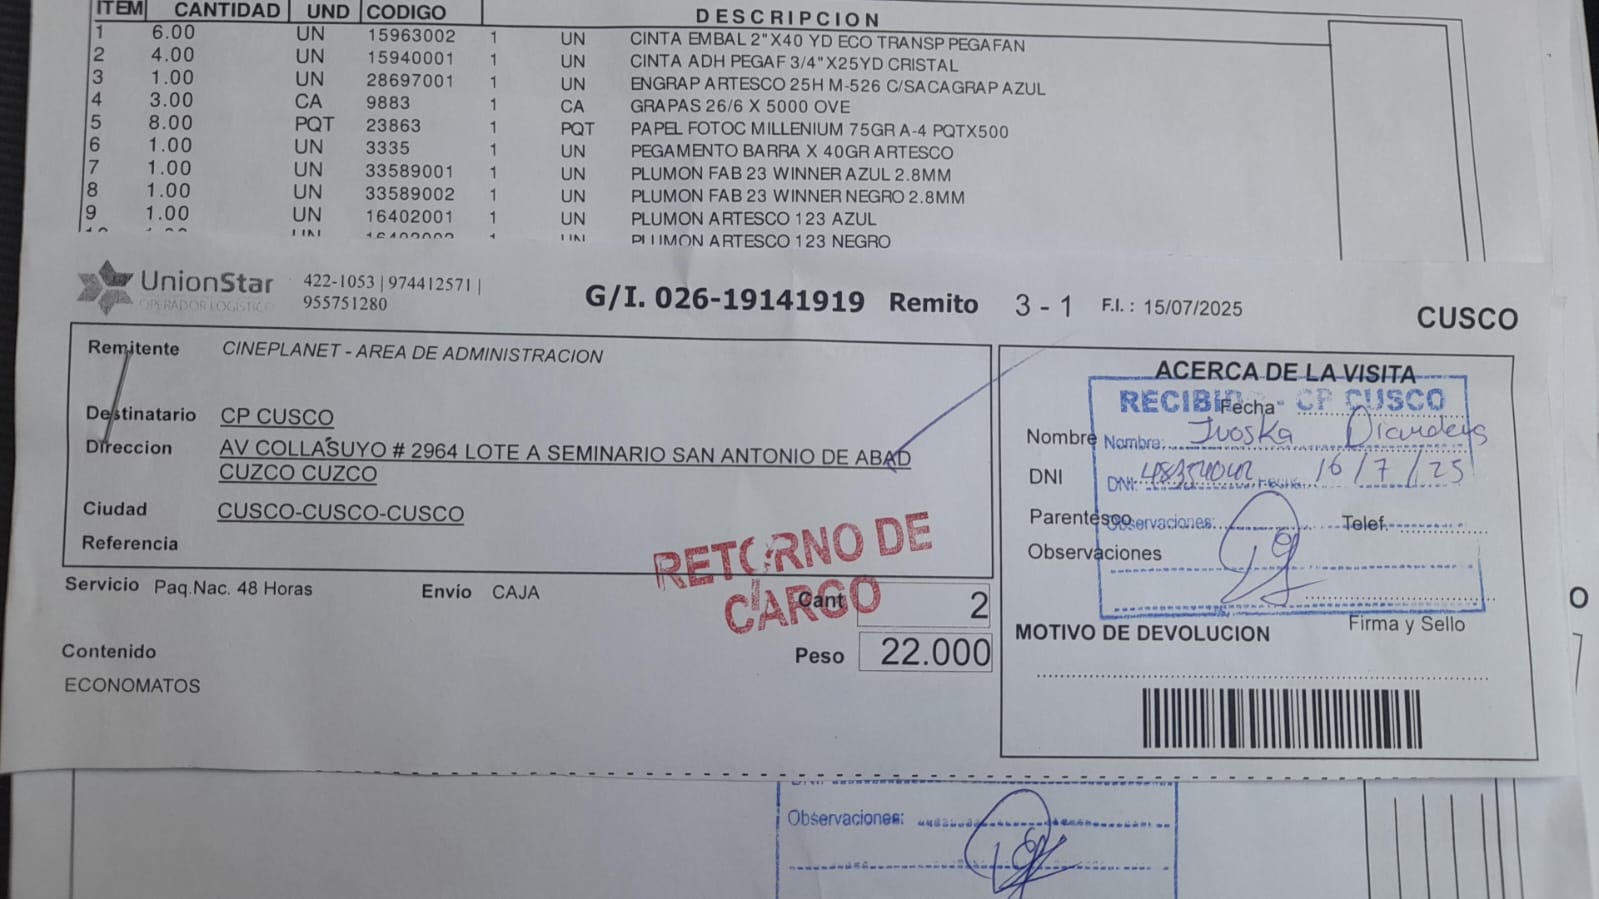 ITEM CANTIDAD UND CODIGO DESCRIPCION
1 6.00 UN 15963002 1 UN CINTA EMBAL 2"X40 YD ECO TRANSP PEGAFAN
2 4.00 UN 15940001 1 UN CINTA ADH PEGAF 3/4"X25YD CRISTAL
3 1.00 UN 28697001 1 UN ENGRAP ARTESCO 25H M-526 C/SACAGRAP AZUL
4 3.00 CA 9883 1 CA GRAPAS 26/6 X 5000 OVE
5 8.00 PQT 23863 1 PQT PAPEL FOTOC MILLENIUM 75GR A-4 PQTX500
6 1.00 UN 3335 1 UN PEGAMENTO BARRA X 40GR ARTESCO
7 1.00 UN 33589001 1 UN PLUMON FAB 23 WINNER AZUL 2.8MM
8 1.00 UN 33589002 1 UN PLUMON FAB 23 WINNER NEGRO 2.8MM
9 1.00 UN 16402001 1 UN PLUMON ARTESCO 123 AZUL
PLUMON ARTESCO 123 NEGRO
UnionStar
OPERADOR LOGISTICO
422-1053 | 974412571 |
955751280
G/I. 026-19141919 Remito 3 - 1 F.I. : 15/07/2025
CUSCO
Remitente CINEPLANET - AREA DE ADMINISTRACION
Destinatario CP CUSCO
Direccion AV COLLASUYO # 2964 LOTE A SEMINARIO SAN ANTONIO DE ABAD
CUZCO CUZCO
Ciudad CUSCO-CUSCO-CUSCO
Referencia
Servicio Paq.Nac. 48 Horas Envío CAJA
RETORNO DE
CARGO
Cant 2
Peso 22.000
Contenido
ECONOMATOS
ACERCA DE LA VISITA
RECIBIDO - CP CUSCO
Fecha
Nombre Nombre:
DNI DNI: 16/7/25
Parentesco Observaciones: Telef.
Observaciones
Firma y Sello
MOTIVO DE DEVOLUCION
O
Observaciones: